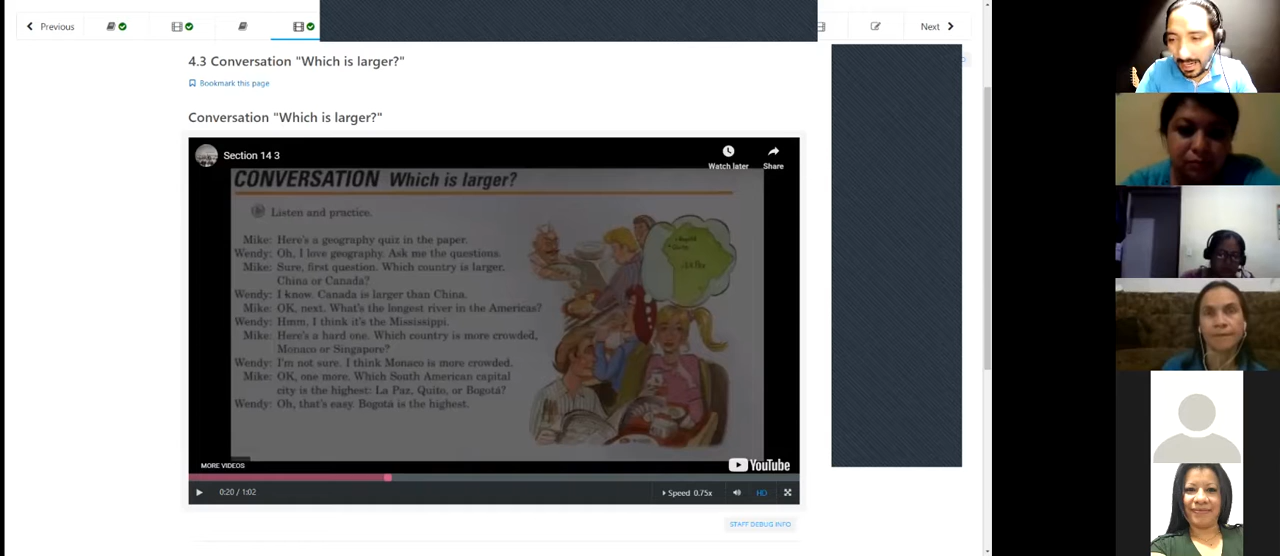 Previous
Next
4.3 Conversation "Which is larger?"
Bookmark this page
Conversation "Which is larger?"
Section 14 3
Watch later
Share
CONVERSATION Which is larger?
Listen and practice.
Mike: Here's a geography quiz in the paper.
Wendy: Oh, I love geography. Ask me the questions.
Mike: Sure, first question. Which country is larger,
China or Canada?
Wendy: I know. Canada is larger than China.
Mike: OK, next. What's the longest river in the Americas?
Wendy: Hmm, I think it's the Mississippi.
Mike: Here's a hard one. Which country is more crowded,
Monaco or Singapore?
Wendy: I'm not sure. I think Monaco is more crowded.
Mike: OK, one more. Which South American capital
city is the highest: La Paz, Quito, or Bogotá?
Wendy: Oh, that's easy. Bogotá is the highest.
MORE VIDEOS
YouTube
0:20 / 1:02
Speed 0.75x
HD
STAFF DEBUG INFO